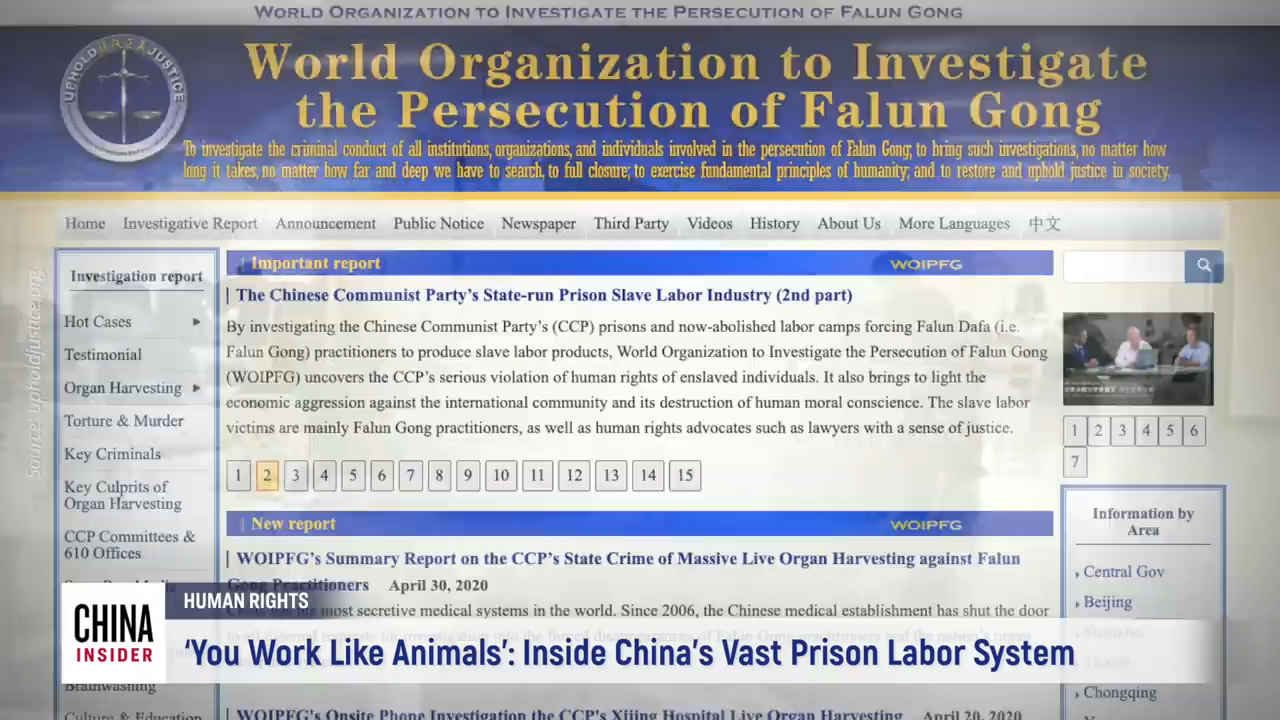 WORLD ORGANIZATION TO INVESTIGATE THE PERSECUTION OF FALUN GONG
UPHOLD JUSTICE
World Organization to Investigate
the Persecution of Falun Gong
To investigate the criminal conduct of all institutions, organizations, and individuals involved in the persecution of Falun Gong; to bring such investigations, no matter how
long it takes, no matter how far and deep we have to search, to full closure; to exercise fundamental principles of humanity; and to restore and uphold justice in society.
Home Investigative Report Announcement Public Notice Newspaper Third Party Videos History About Us More Languages 中文
Source: upholdjustice.org
Investigation report
Hot Cases
Testimonial
Organ Harvesting
Torture & Murder
Key Criminals
Key Culprits of
Organ Harvesting
CCP Committees &
610 Offices
Brainwashing
Culture & Education
Important report WOIPFG
The Chinese Communist Party's State-run Prison Slave Labor Industry (2nd part)
By investigating the Chinese Communist Party's (CCP) prisons and now-abolished labor camps forcing Falun Dafa (i.e.
Falun Gong) practitioners to produce slave labor products, World Organization to Investigate the Persecution of Falun Gong
(WOIPFG) uncovers the CCP's serious violation of human rights of enslaved individuals. It also brings to light the
economic aggression against the international community and its destruction of human moral conscience. The slave labor
victims are mainly Falun Gong practitioners, as well as human rights advocates such as lawyers with a sense of justice.
1 2 3 4 5 6 7 8 9 10 11 12 13 14 15
New report WOIPFG
WOIPFG's Summary Report on the CCP's State Crime of Massive Live Organ Harvesting against Falun
Gong Practitioners April 30, 2020
most secretive medical systems in the world. Since 2006, the Chinese medical establishment has shut the door
WOIPFG's Onsite Phone Investigation the CCP's Xijing Hospital Live Organ Harvesting April 20, 2020
1 2 3 4 5 6
7
Information by
Area
Central Gov
Beijing
Shanghai
Chongqing
CHINA
INSIDER
HUMAN RIGHTS
'You Work Like Animals': Inside China's Vast Prison Labor System